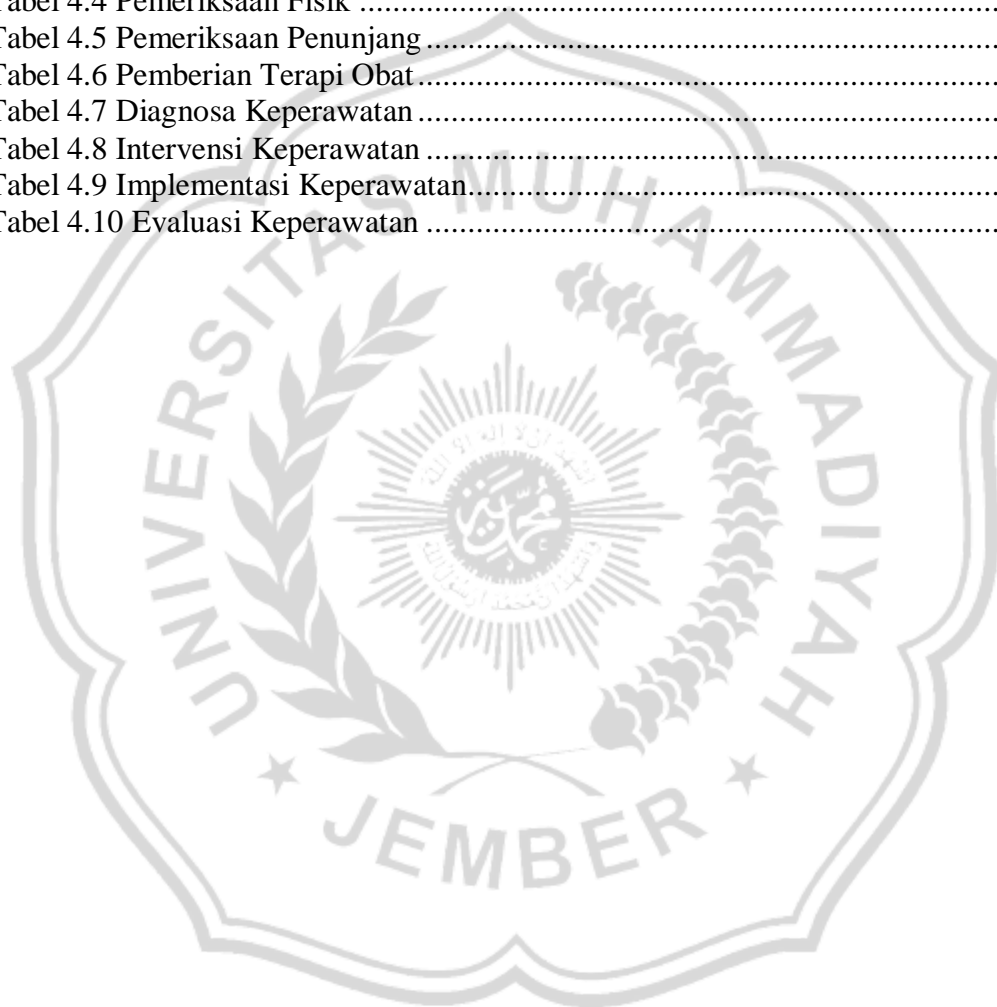 Tabel 4.4 Pemeriksaan Fisik ........................................................................................
Tabel 4.5 Pemeriksaan Penunjang ..............................................................................
Tabel 4.6 Pemberian Terapi Obat ................................................................................
Tabel 4.7 Diagnosa Keperawatan ................................................................................
Tabel 4.8 Intervensi Keperawatan ...............................................................................
Tabel 4.9 Implementasi Keperawatan..........................................................................
Tabel 4.10 Evaluasi Keperawatan ...............................................................................
UNIVERSITAS MUHAMMADIYAH
JEMBER